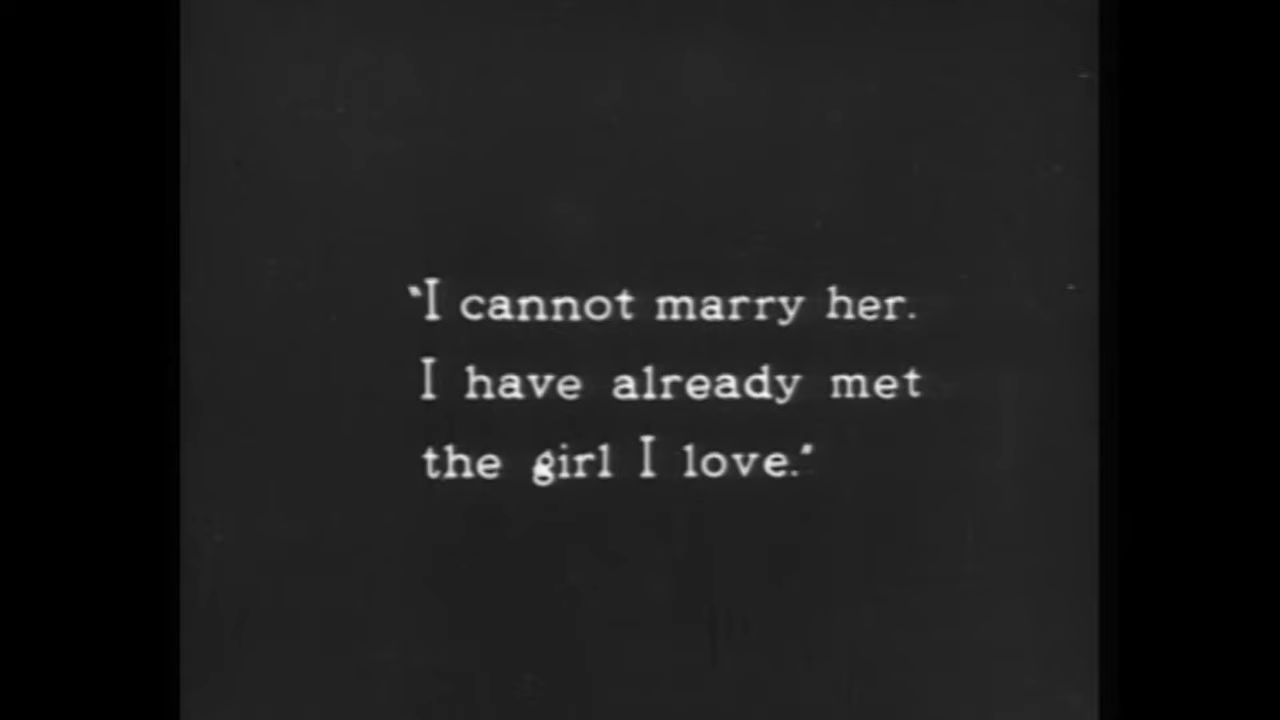 "I cannot marry her.
I have already met
the girl I love."